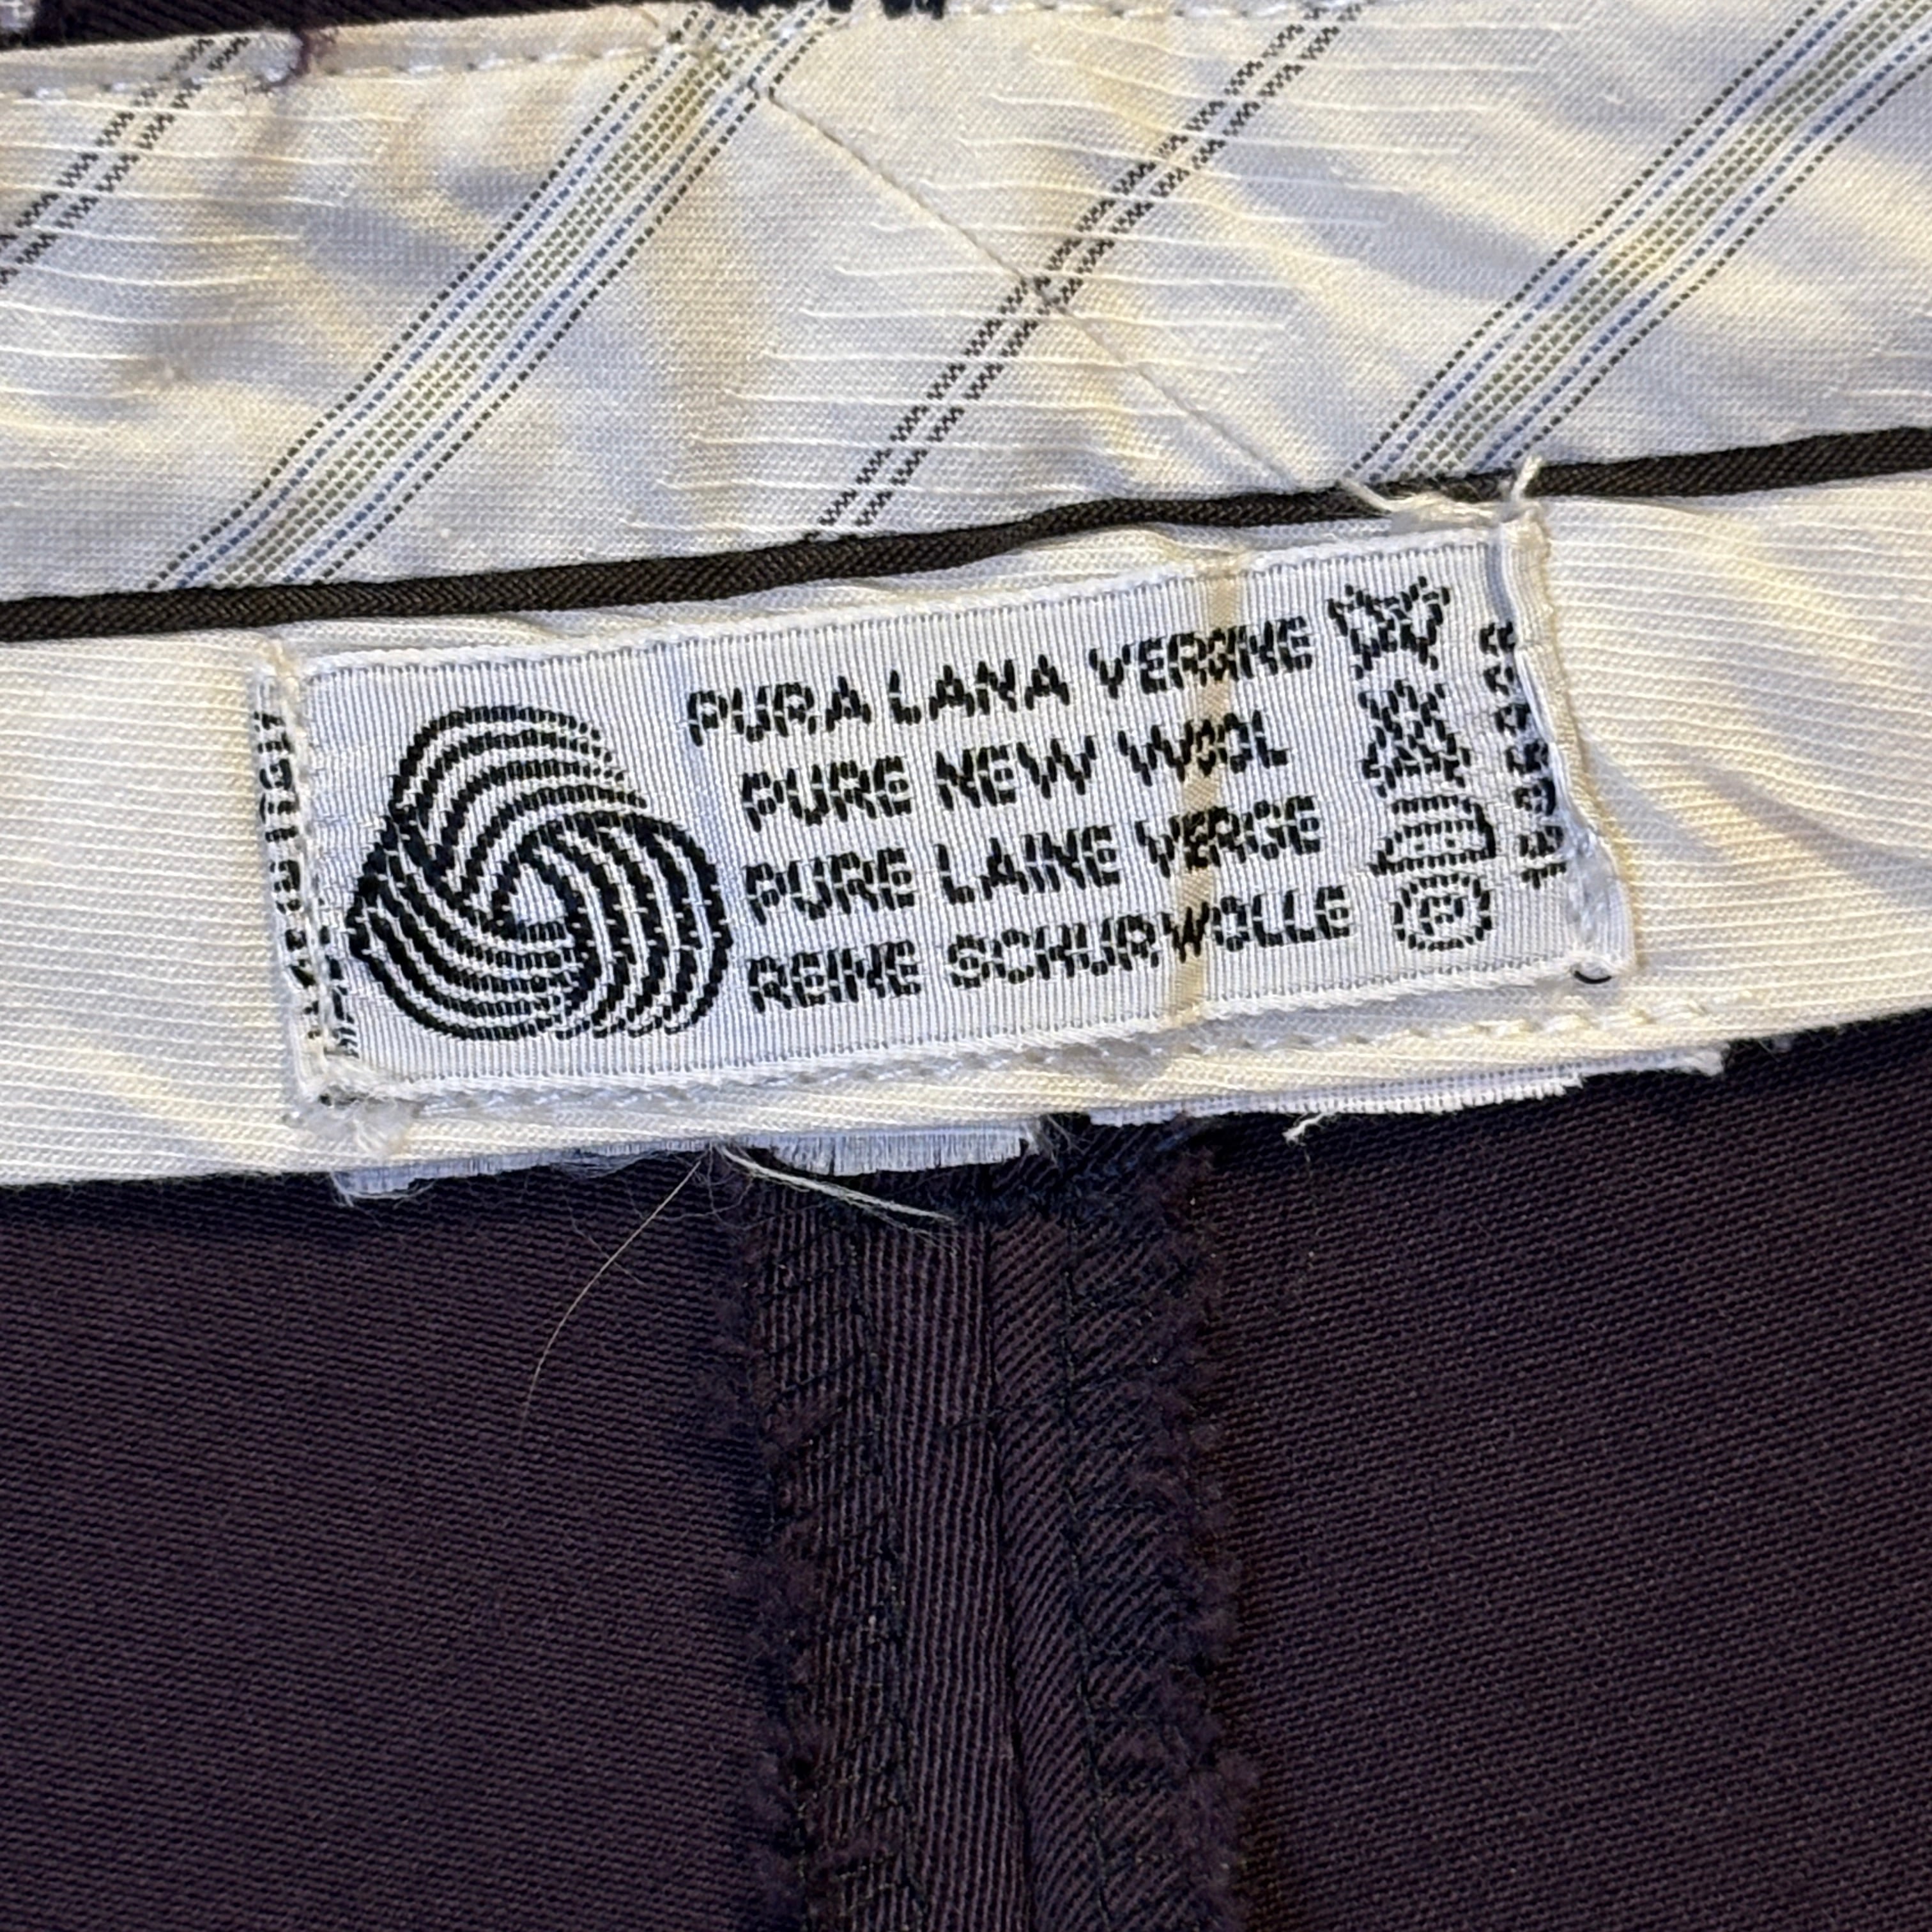 PURA LANA VERGINE
PURE NEW WOOL
PURE LAINE VERGE
REINE SCHURWOLLE
P